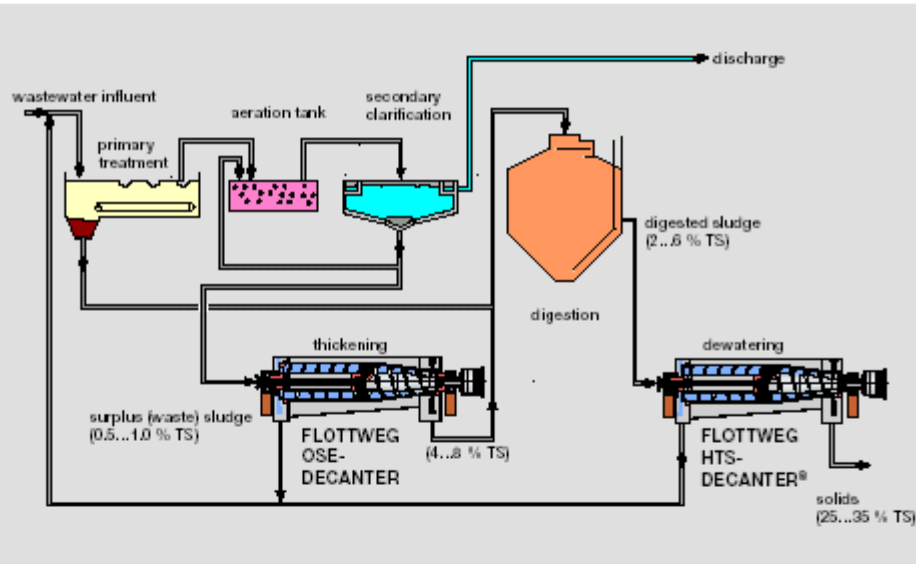 discharge
wastewater influent
aeration tank
secondary
clarification
primary
treatment
digested sludge
(2...6 % TS)
digestion
thickening
dewatering
surplus (waste) sludge
(0.5...1.0 % TS)
FLOTTWEG
OSE-
DECANTER
(4...8 % TS)
FLOTTWEG
HTS-
DECANTER®
solids
(25...35 % TS)